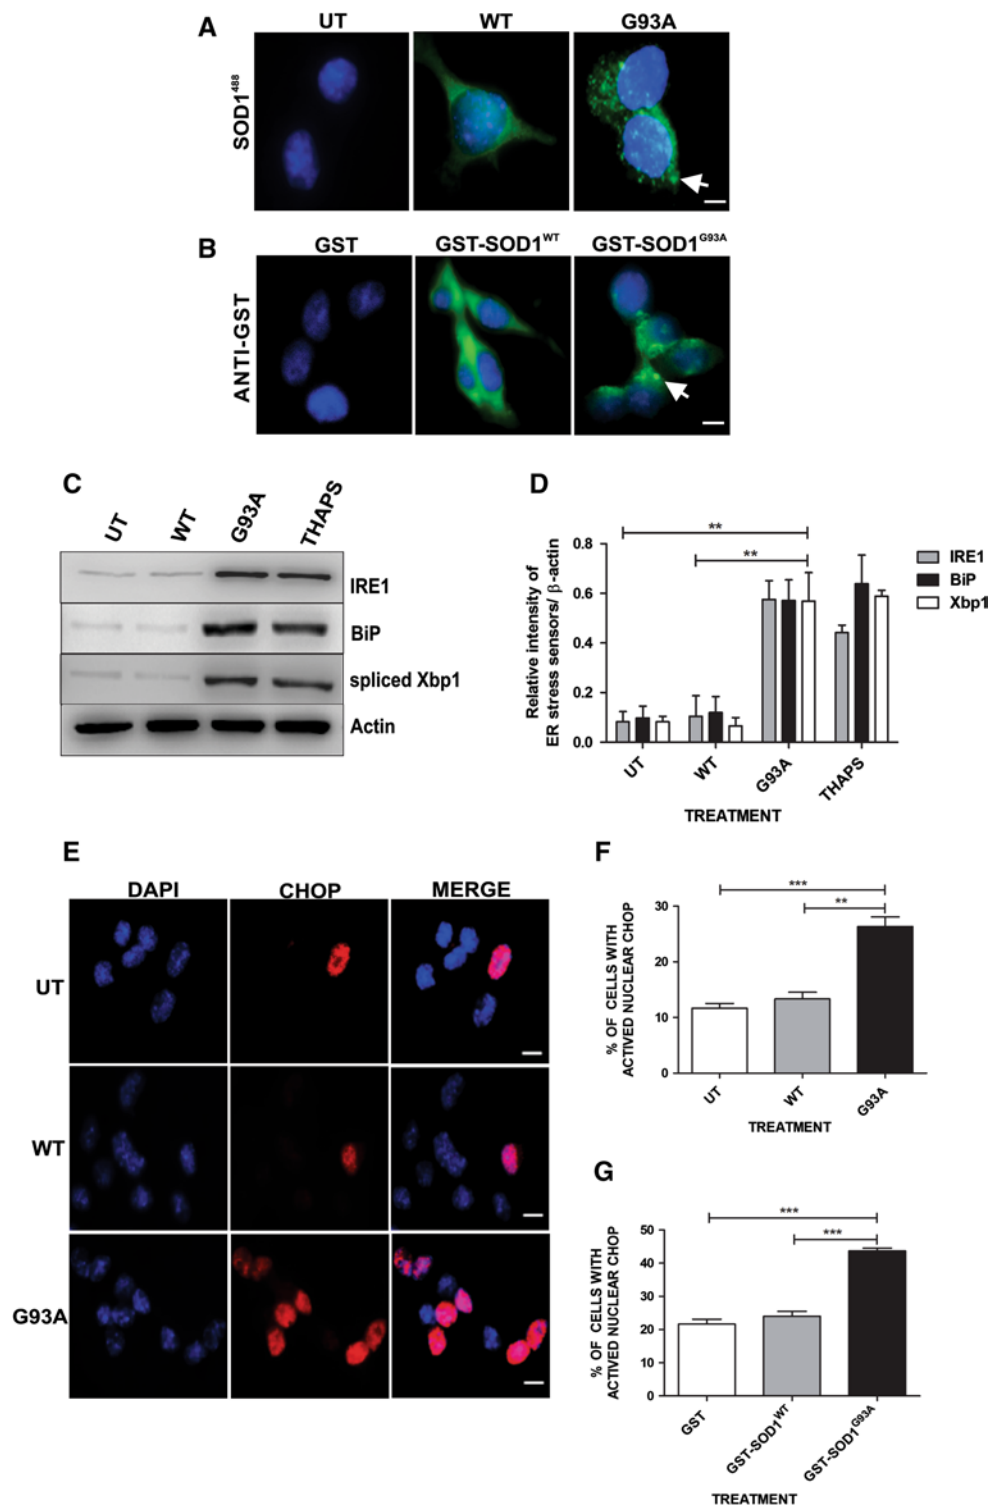 A
UT WT G93A
SOD1⁴⁸⁸
B
GST GST-SOD1ᵂᵀ GST-SOD1ᴳ⁹³ᴬ
ANTI-GST
C
UT WT G93A THAPS
IRE1
BiP
spliced Xbp1
Actin
D
Relative intensity of
ER stress sensors/ β-actin
0.8
0.6
0.4
0.2
0.0
**
**
IRE1
BiP
Xbp1
UT WT G93A THAPS
TREATMENT
E
DAPI CHOP MERGE
UT
WT
G93A
F
% OF CELLS WITH
ACTIVED NUCLEAR CHOP
30
20
10
0
***
**
UT WT G93A
TREATMENT
G
% OF CELLS WITH
ACTIVED NUCLEAR CHOP
50
40
30
20
10
0
***
***
GST GST-SOD1ᵂᵀ GST-SOD1ᴳ⁹³ᴬ
TREATMENT